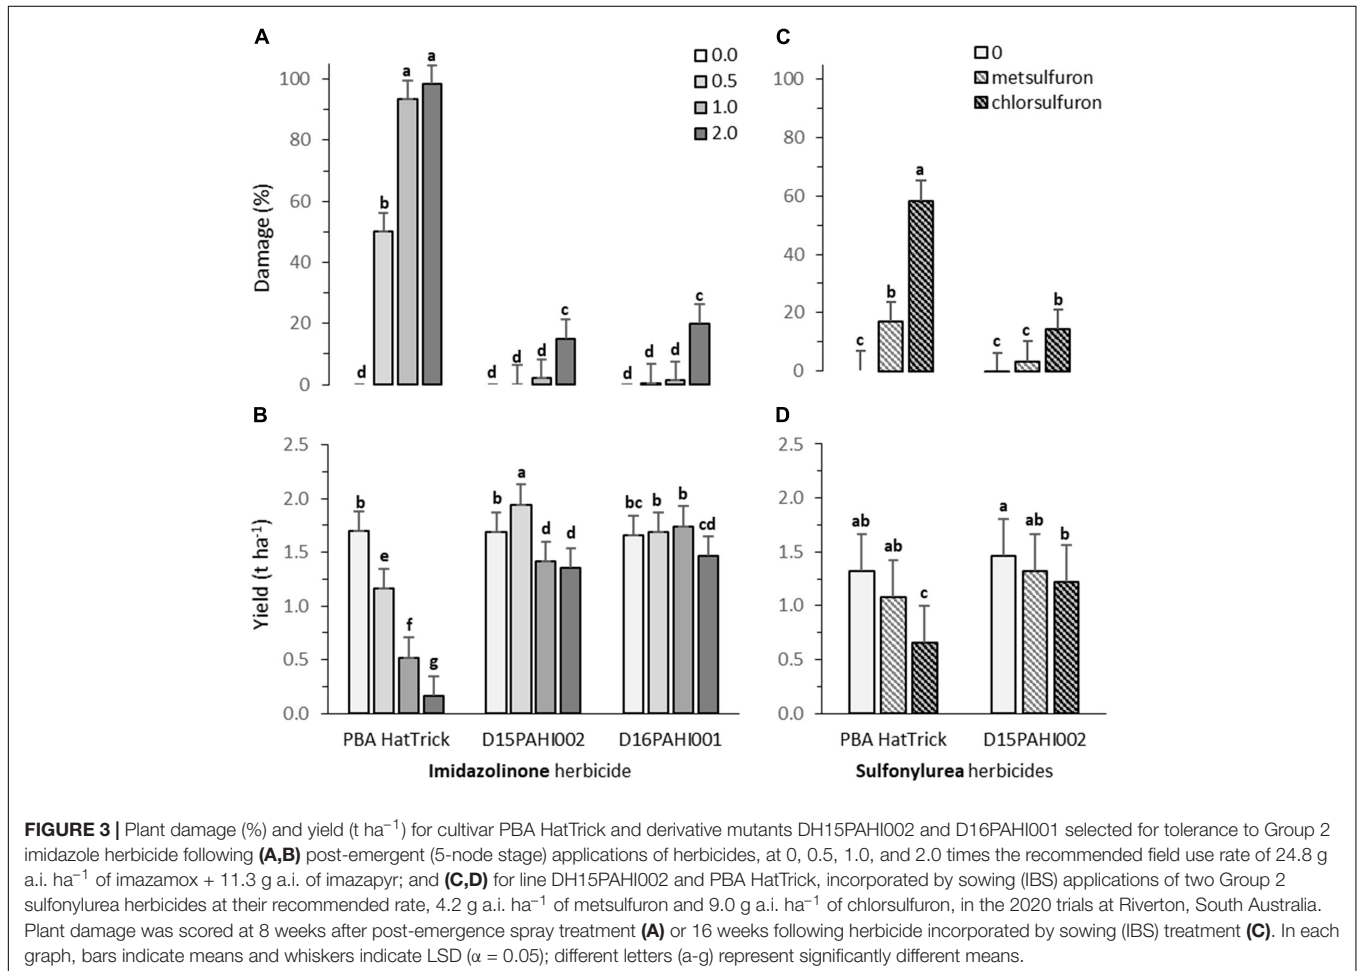 A
a
a
b
d
d
d
d
c
d
d
d
c
0.0
0.5
1.0
2.0
100
80
60
40
20
0
Damage (%)
C
0
metsulfuron
chlorsulfuron
100
80
60
40
20
0
c
b
a
c
c
b
B
2.5
2.0
1.5
1.0
0.5
0.0
Yield (t ha-1)
b
e
f
g
b
a
d
d
bc
b
b
cd
PBA HatTrick D15PAHI002 D16PAHI001
Imidazolinone herbicide
D
2.5
2.0
1.5
1.0
0.5
0.0
ab
ab
c
a
ab
b
PBA HatTrick D15PAHI002
Sulfonylurea herbicides
FIGURE 3 | Plant damage (%) and yield (t ha−1) for cultivar PBA HatTrick and derivative mutants DH15PAHI002 and D16PAHI001 selected for tolerance to Group 2
imidazole herbicide following (A,B) post-emergent (5-node stage) applications of herbicides, at 0, 0.5, 1.0, and 2.0 times the recommended field use rate of 24.8 g
a.i. ha−1 of imazamox + 11.3 g a.i. of imazapyr; and (C,D) for line DH15PAHI002 and PBA HatTrick, incorporated by sowing (IBS) applications of two Group 2
sulfonylurea herbicides at their recommended rate, 4.2 g a.i. ha−1 of metsulfuron and 9.0 g a.i. ha−1 of chlorsulfuron, in the 2020 trials at Riverton, South Australia.
Plant damage was scored at 8 weeks after post-emergence spray treatment (A) or 16 weeks following herbicide incorporated by sowing (IBS) treatment (C). In each
graph, bars indicate means and whiskers indicate LSD (α = 0.05); different letters (a-g) represent significantly different means.